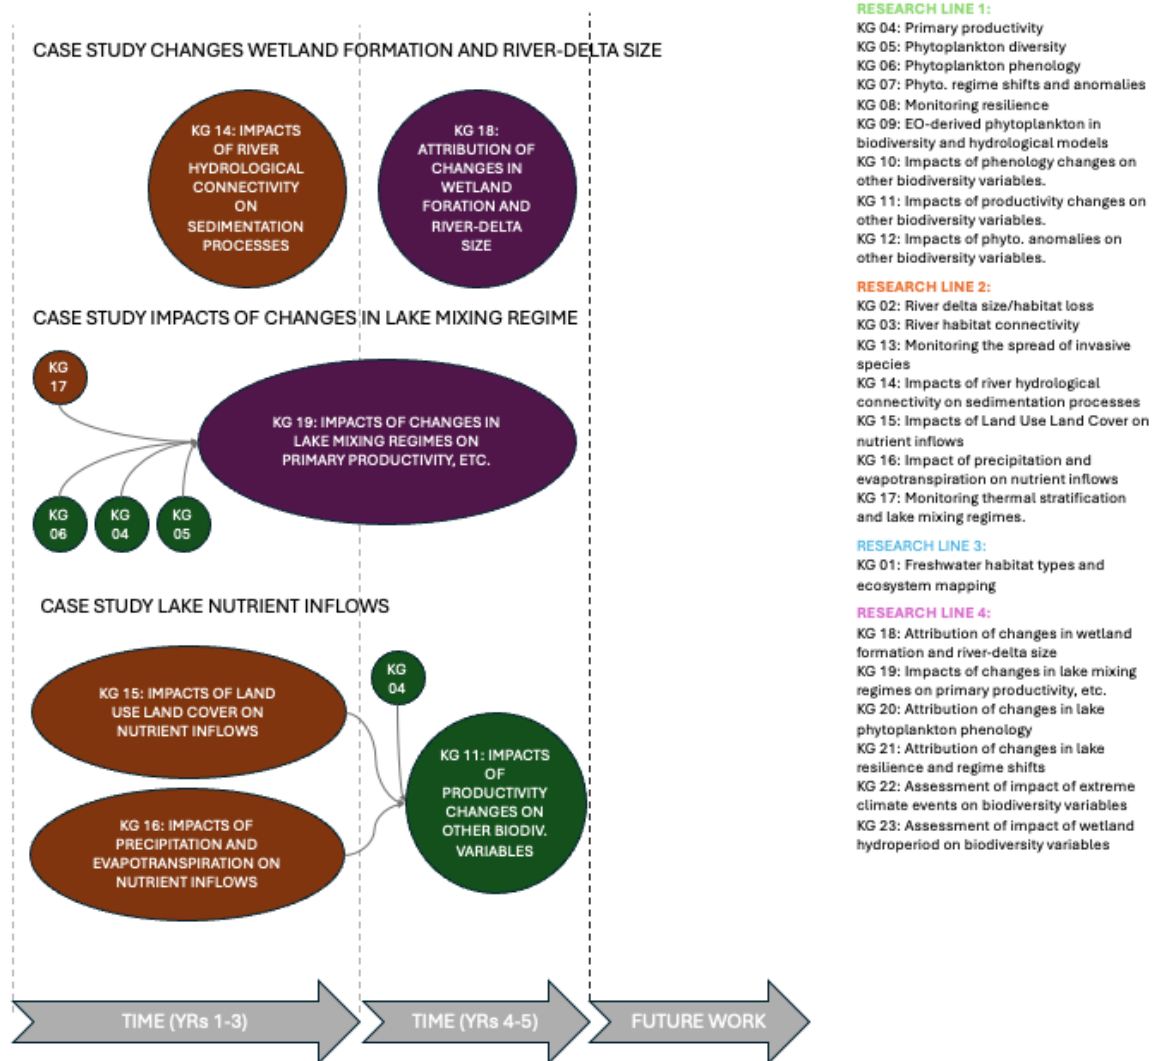 CASE STUDY CHANGES WETLAND FORMATION AND RIVER-DELTA SIZE
KG 14: IMPACTS
OF RIVER
HYDROLOGICAL
CONNECTIVITY
ON
SEDIMENTATION
PROCESSES
KG 18:
ATTRIBUTION OF
CHANGES IN
WETLAND
FORATION AND
RIVER-DELTA
SIZE
CASE STUDY IMPACTS OF CHANGES IN LAKE MIXING REGIME
KG
17
KG 19: IMPACTS OF CHANGES IN
LAKE MIXING REGIMES ON
PRIMARY PRODUCTIVITY, ETC.
KG
06
KG
04
KG
05
CASE STUDY LAKE NUTRIENT INFLOWS
KG 15: IMPACTS OF LAND
USE LAND COVER ON
NUTRIENT INFLOWS
KG
04
KG 16: IMPACTS OF
PRECIPITATION AND
EVAPOTRANSPIRATION ON
NUTRIENT INFLOWS
KG 11: IMPACTS
OF
PRODUCTIVITY
CHANGES ON
OTHER BIODIV.
VARIABLES
TIME (YRs 1-3)
TIME (YRs 4-5)
FUTURE WORK
RESEARCH LINE 1:
KG 04: Primary productivity
KG 05: Phytoplankton diversity
KG 06: Phytoplankton phenology
KG 07: Phyto. regime shifts and anomalies
KG 08: Monitoring resilience
KG 09: EO-derived phytoplankton in
biodiversity and hydrological models
KG 10: Impacts of phenology changes on
other biodiversity variables.
KG 11: Impacts of productivity changes on
other biodiversity variables.
KG 12: Impacts of phyto. anomalies on
other biodiversity variables.
RESEARCH LINE 2:
KG 02: River delta size/habitat loss
KG 03: River habitat connectivity
KG 13: Monitoring the spread of invasive
species
KG 14: Impacts of river hydrological
connectivity on sedimentation processes
KG 15: Impacts of Land Use Land Cover on
nutrient inflows
KG 16: Impact of precipitation and
evapotranspiration on nutrient inflows
KG 17: Monitoring thermal stratification
and lake mixing regimes.
RESEARCH LINE 3:
KG 01: Freshwater habitat types and
ecosystem mapping
RESEARCH LINE 4:
KG 18: Attribution of changes in wetland
formation and river-delta size
KG 19: Impacts of changes in lake mixing
regimes on primary productivity, etc.
KG 20: Attribution of changes in lake
phytoplankton phenology
KG 21: Attribution of changes in lake
resilience and regime shifts
KG 22: Assessment of impact of extreme
climate events on biodiversity variables
KG 23: Assessment of impact of wetland
hydroperiod on biodiversity variables